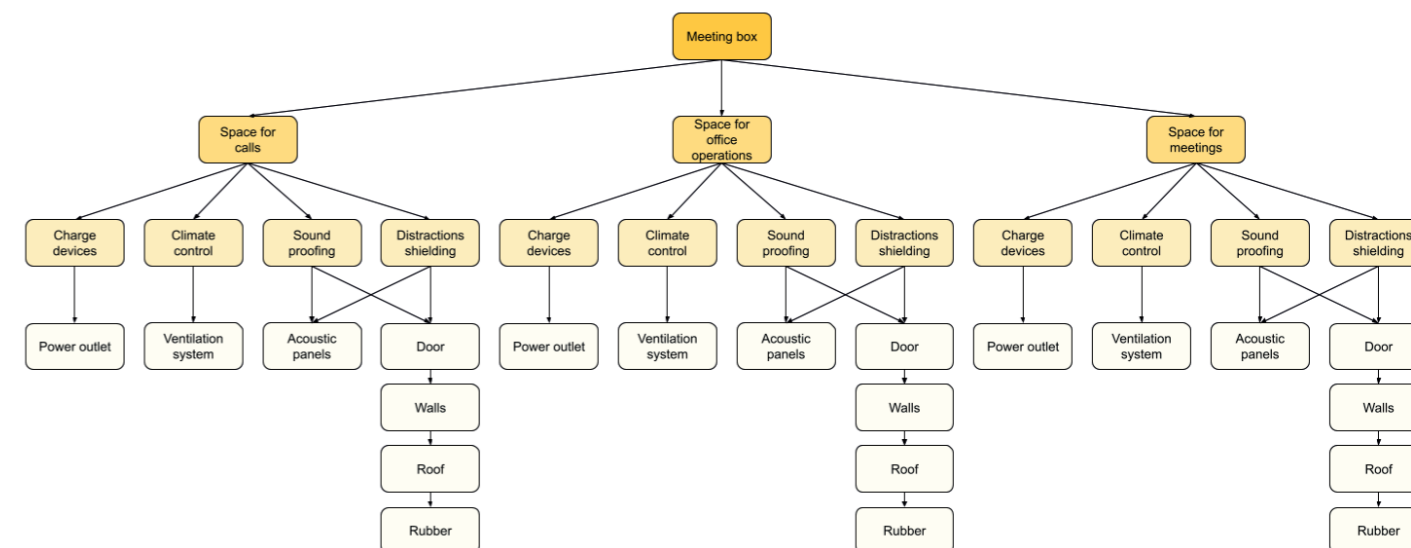 Meeting box
Space for
calls
Space for
office
operations
Space for
meetings
Charge
devices
Climate
control
Sound
proofing
Distractions
shielding
Charge
devices
Climate
control
Sound
proofing
Distractions
shielding
Charge
devices
Climate
control
Sound
proofing
Distractions
shielding
Power outlet
Ventilation
system
Acoustic
panels
Door
Power outlet
Ventilation
system
Acoustic
panels
Door
Power outlet
Ventilation
system
Acoustic
panels
Door
Walls
Walls
Walls
Roof
Roof
Roof
Rubber
Rubber
Rubber